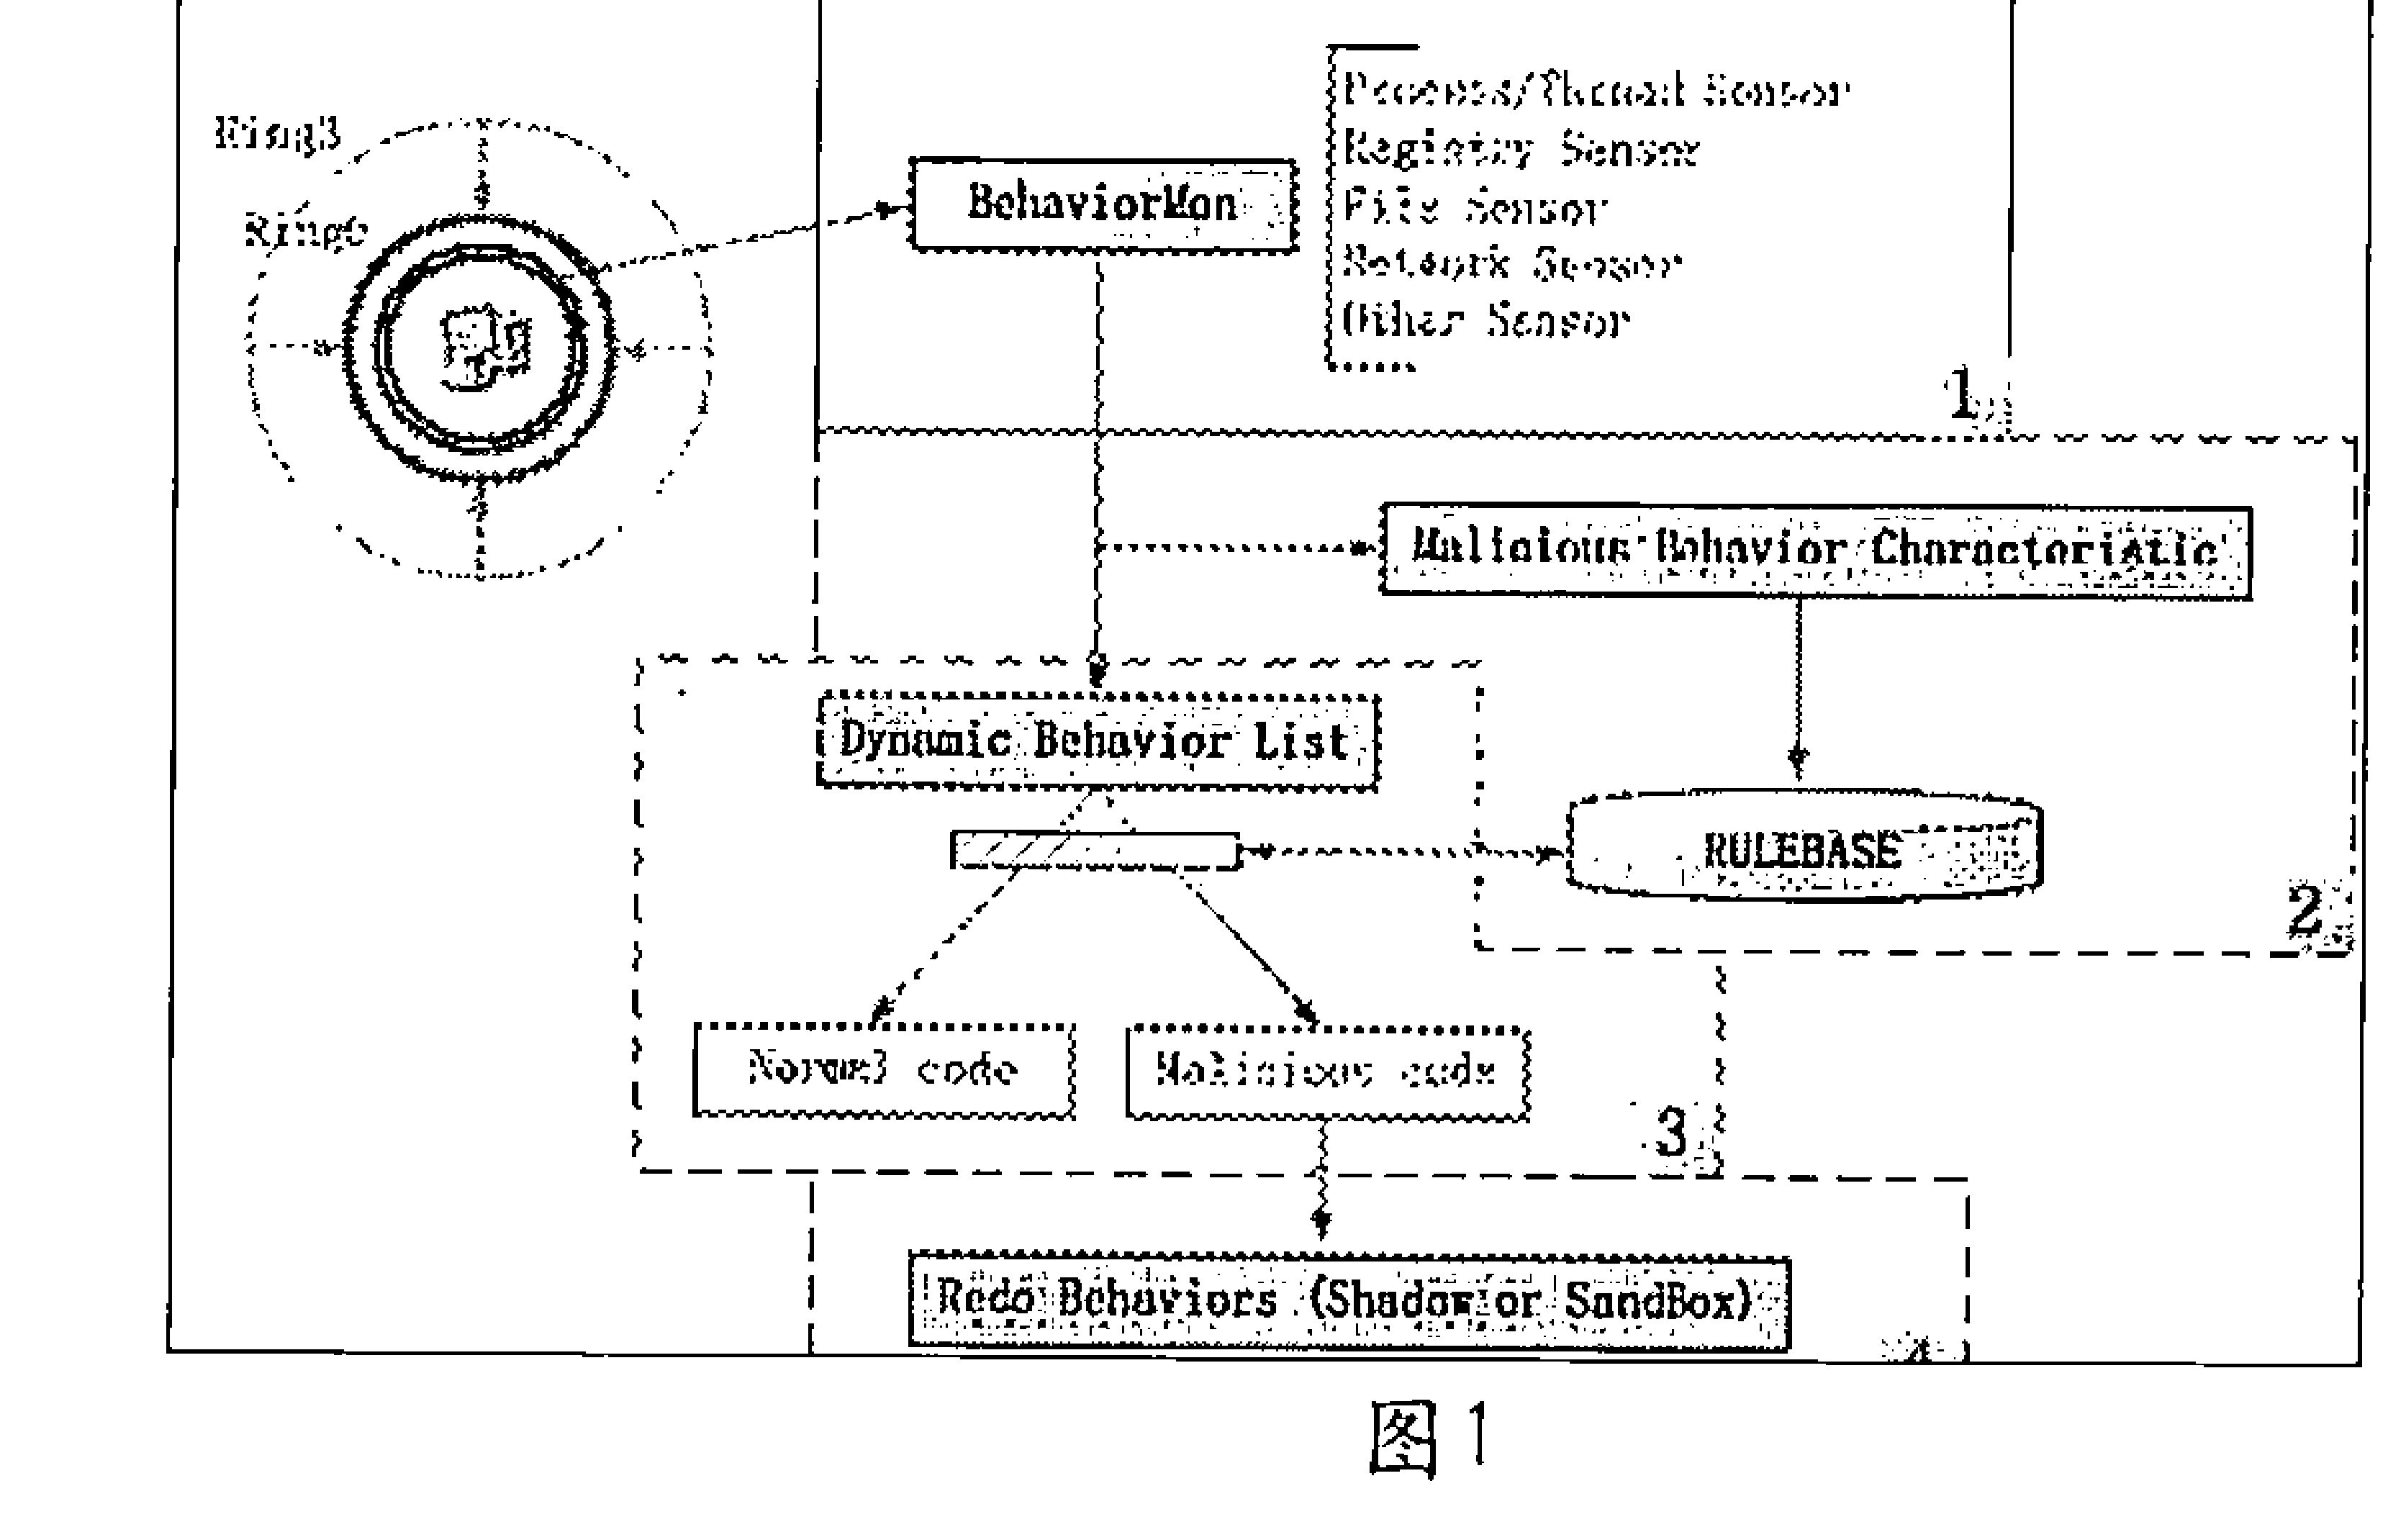 Ring3
Ring0
BehaviorMon
Process/Thread Sensor
Registry Sensor
File Sensor
Network Sensor
Other Sensor
1
Malicious Behavior Characteristic
Dynamic Behavior List
RULEBASE
2
Normal code
Malicious code
3
Redo Behaviors (Shadow or SandBox)
4
图1